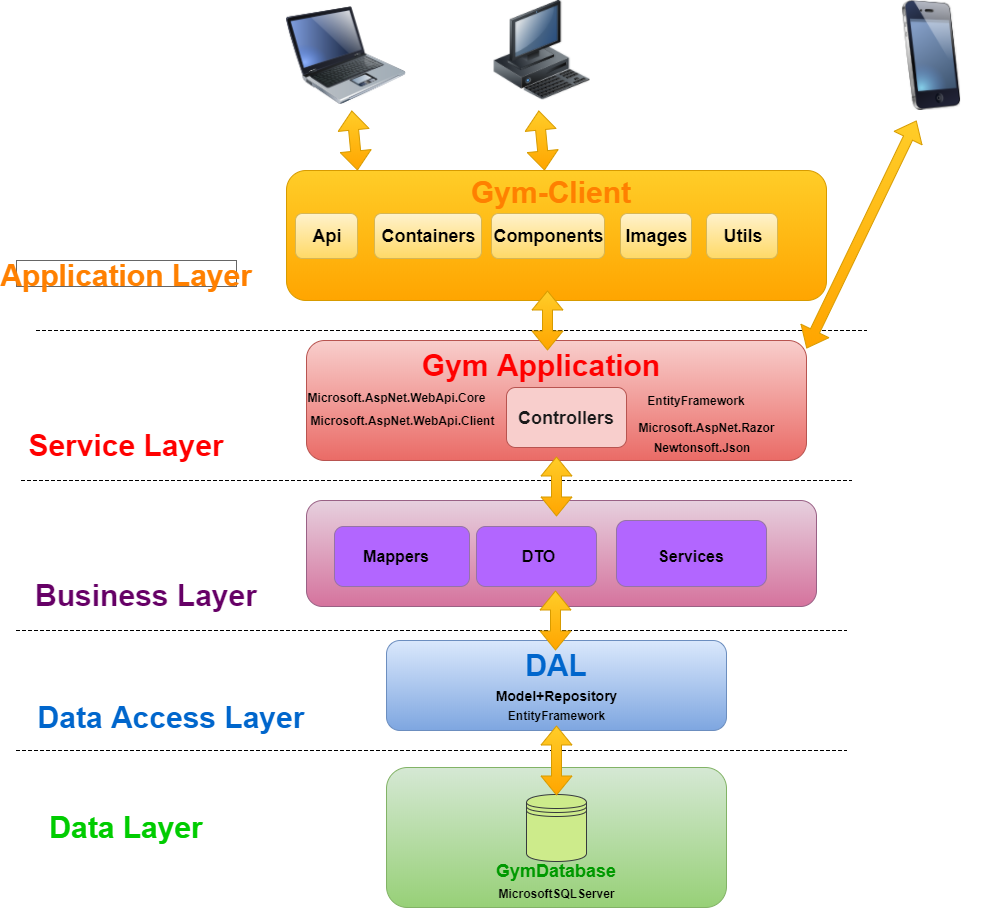 Gym-Client
Api
Containers
Components
Images
Utils
Application Layer
Gym Application
Microsoft.AspNet.WebApi.Core
Microsoft.AspNet.WebApi.Client
Controllers
EntityFramework
Microsoft.AspNet.Razor
Newtonsoft.Json
Service Layer
Mappers
DTO
Services
Business Layer
DAL
Model+Repository
EntityFramework
Data Access Layer
Data Layer
GymDatabase
MicrosoftSQLServer